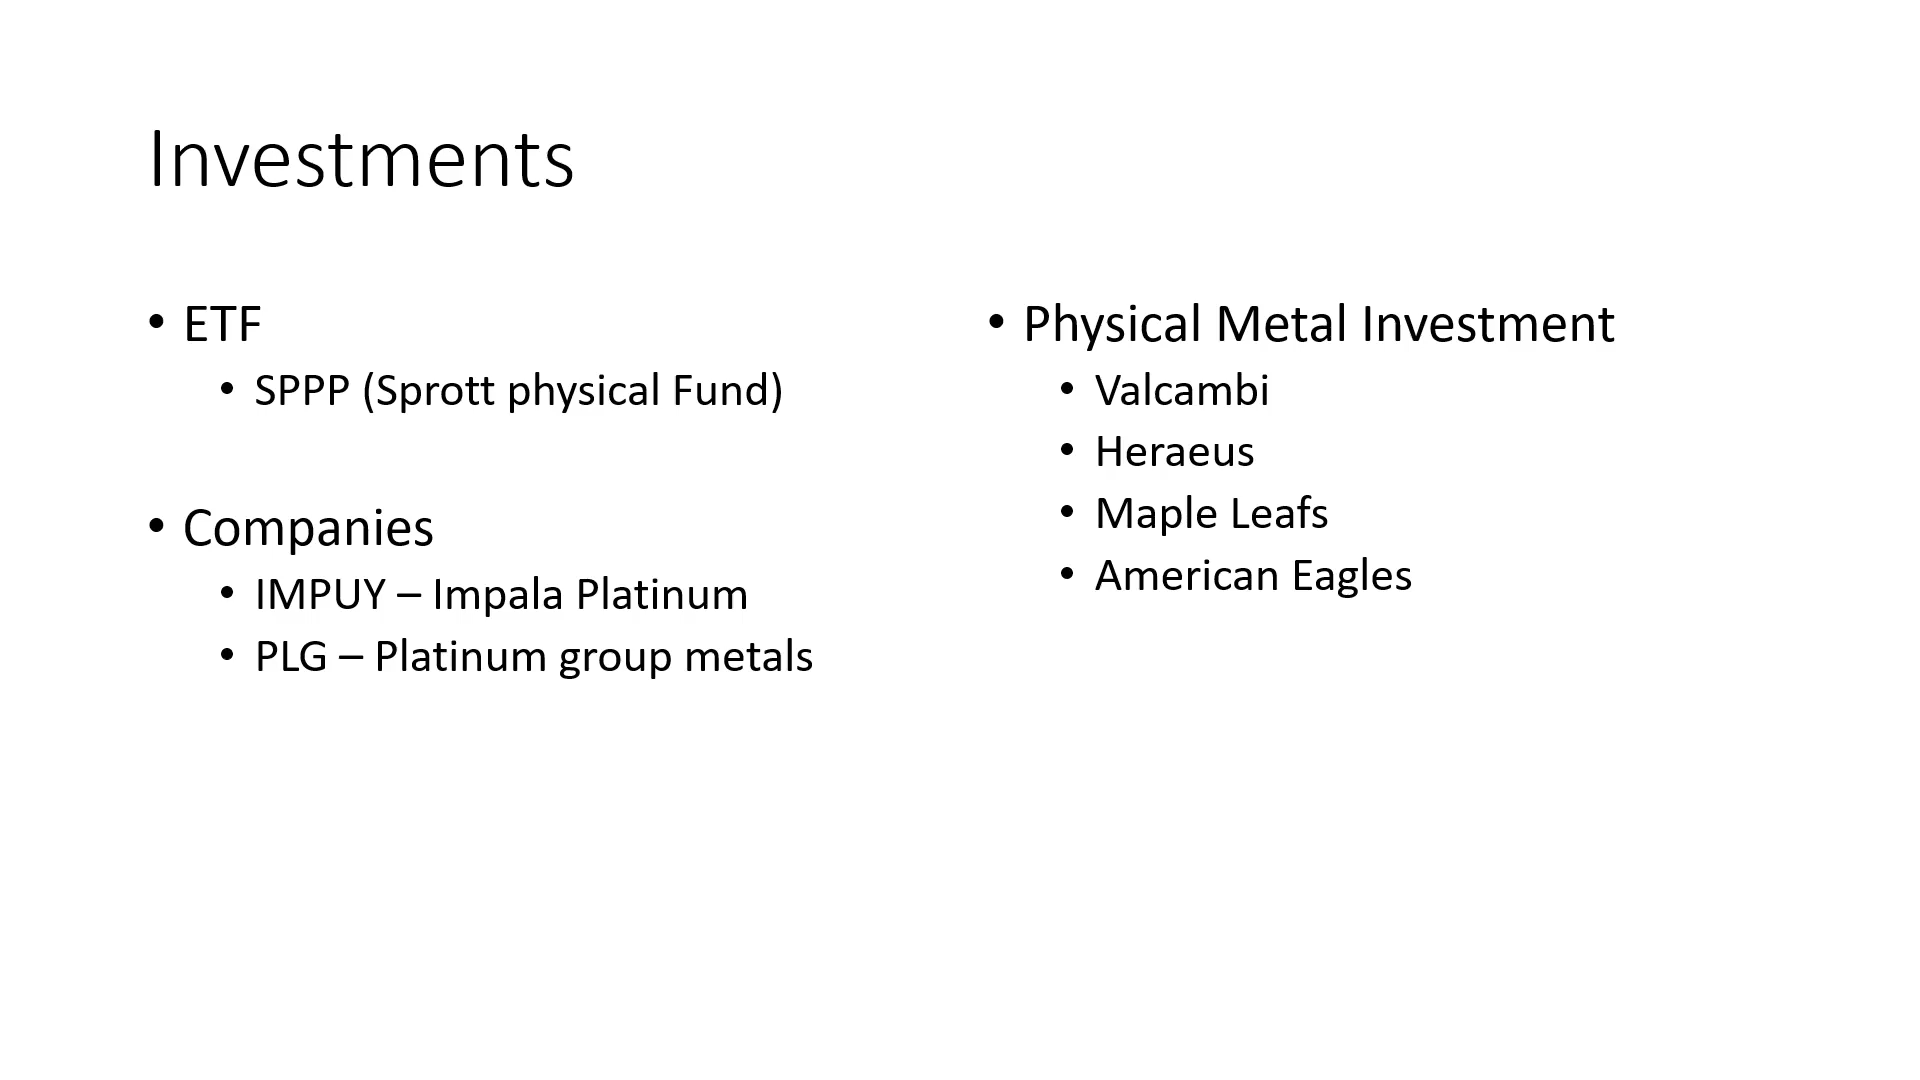 Investments
• ETF
• SPPP (Sprott physical Fund)
• Companies
• IMPUY – Impala Platinum
• PLG – Platinum group metals
• Physical Metal Investment
• Valcambi
• Heraeus
• Maple Leafs
• American Eagles